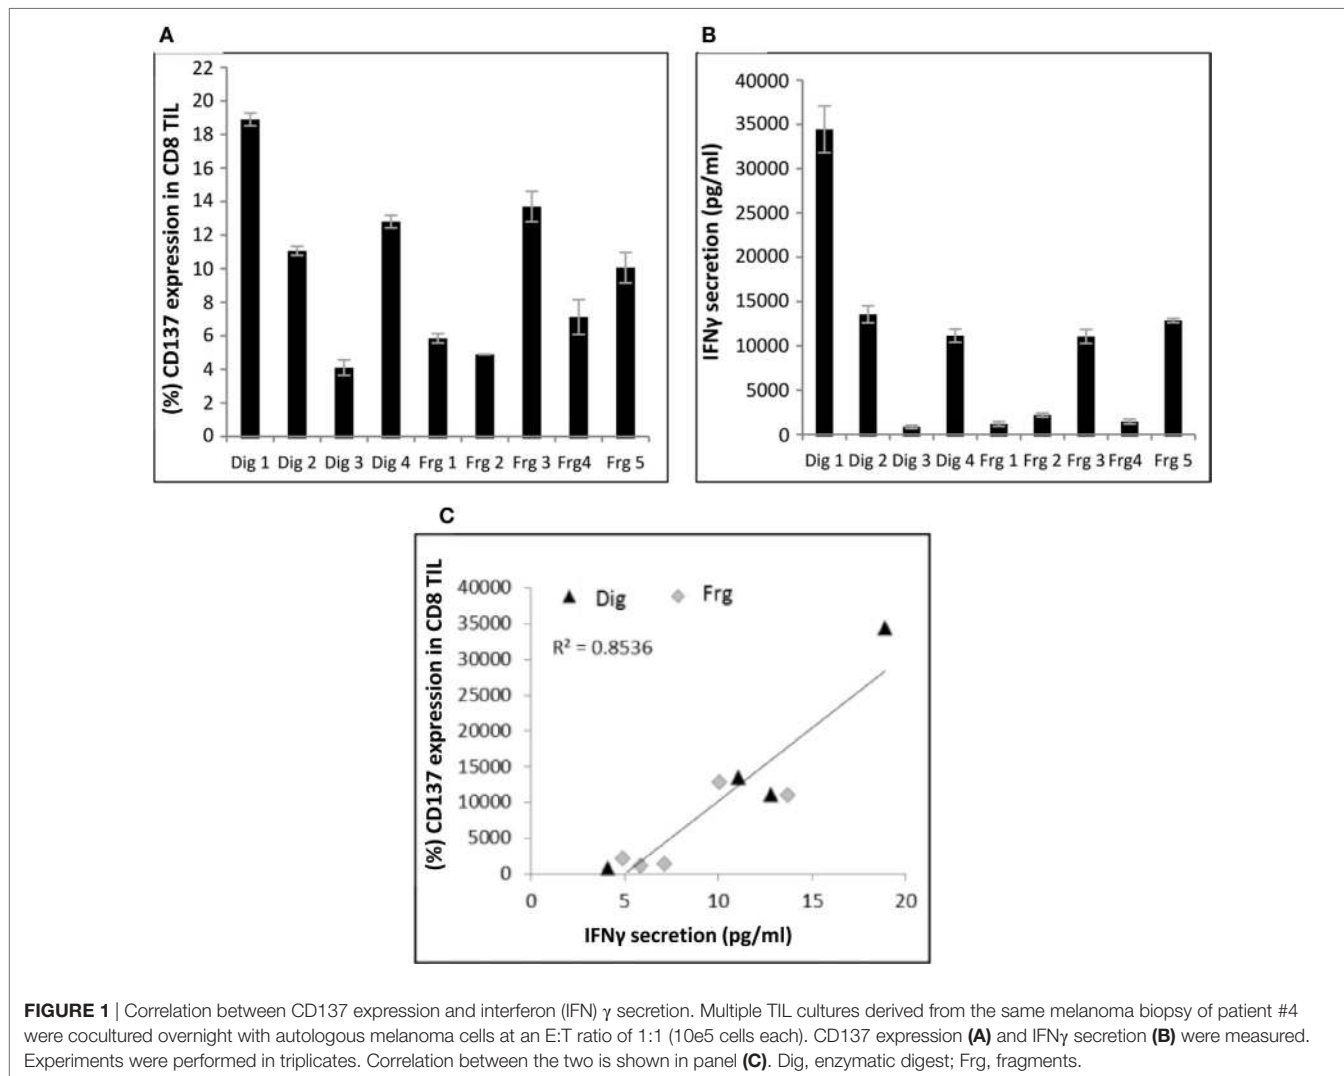 A
(%) CD137 expression in CD8 TIL
22
20
18
16
14
12
10
8
6
4
2
0
Dig 1 Dig 2 Dig 3 Dig 4 Frg 1 Frg 2 Frg 3 Frg4 Frg 5
B
IFNγ secretion (pg/ml)
40000
35000
30000
25000
20000
15000
10000
5000
0
Dig 1 Dig 2 Dig 3 Dig 4 Frg 1 Frg 2 Frg 3 Frg4 Frg 5
C
(%) CD137 expression in CD8 TIL
40000
35000
30000
25000
20000
15000
10000
5000
0
Dig Frg
R² = 0.8536
0 5 10 15 20
IFNγ secretion (pg/ml)
FIGURE 1 | Correlation between CD137 expression and interferon (IFN) γ secretion. Multiple TIL cultures derived from the same melanoma biopsy of patient #4
were cocultured overnight with autologous melanoma cells at an E:T ratio of 1:1 (10e5 cells each). CD137 expression (A) and IFNγ secretion (B) were measured.
Experiments were performed in triplicates. Correlation between the two is shown in panel (C). Dig, enzymatic digest; Frg, fragments.